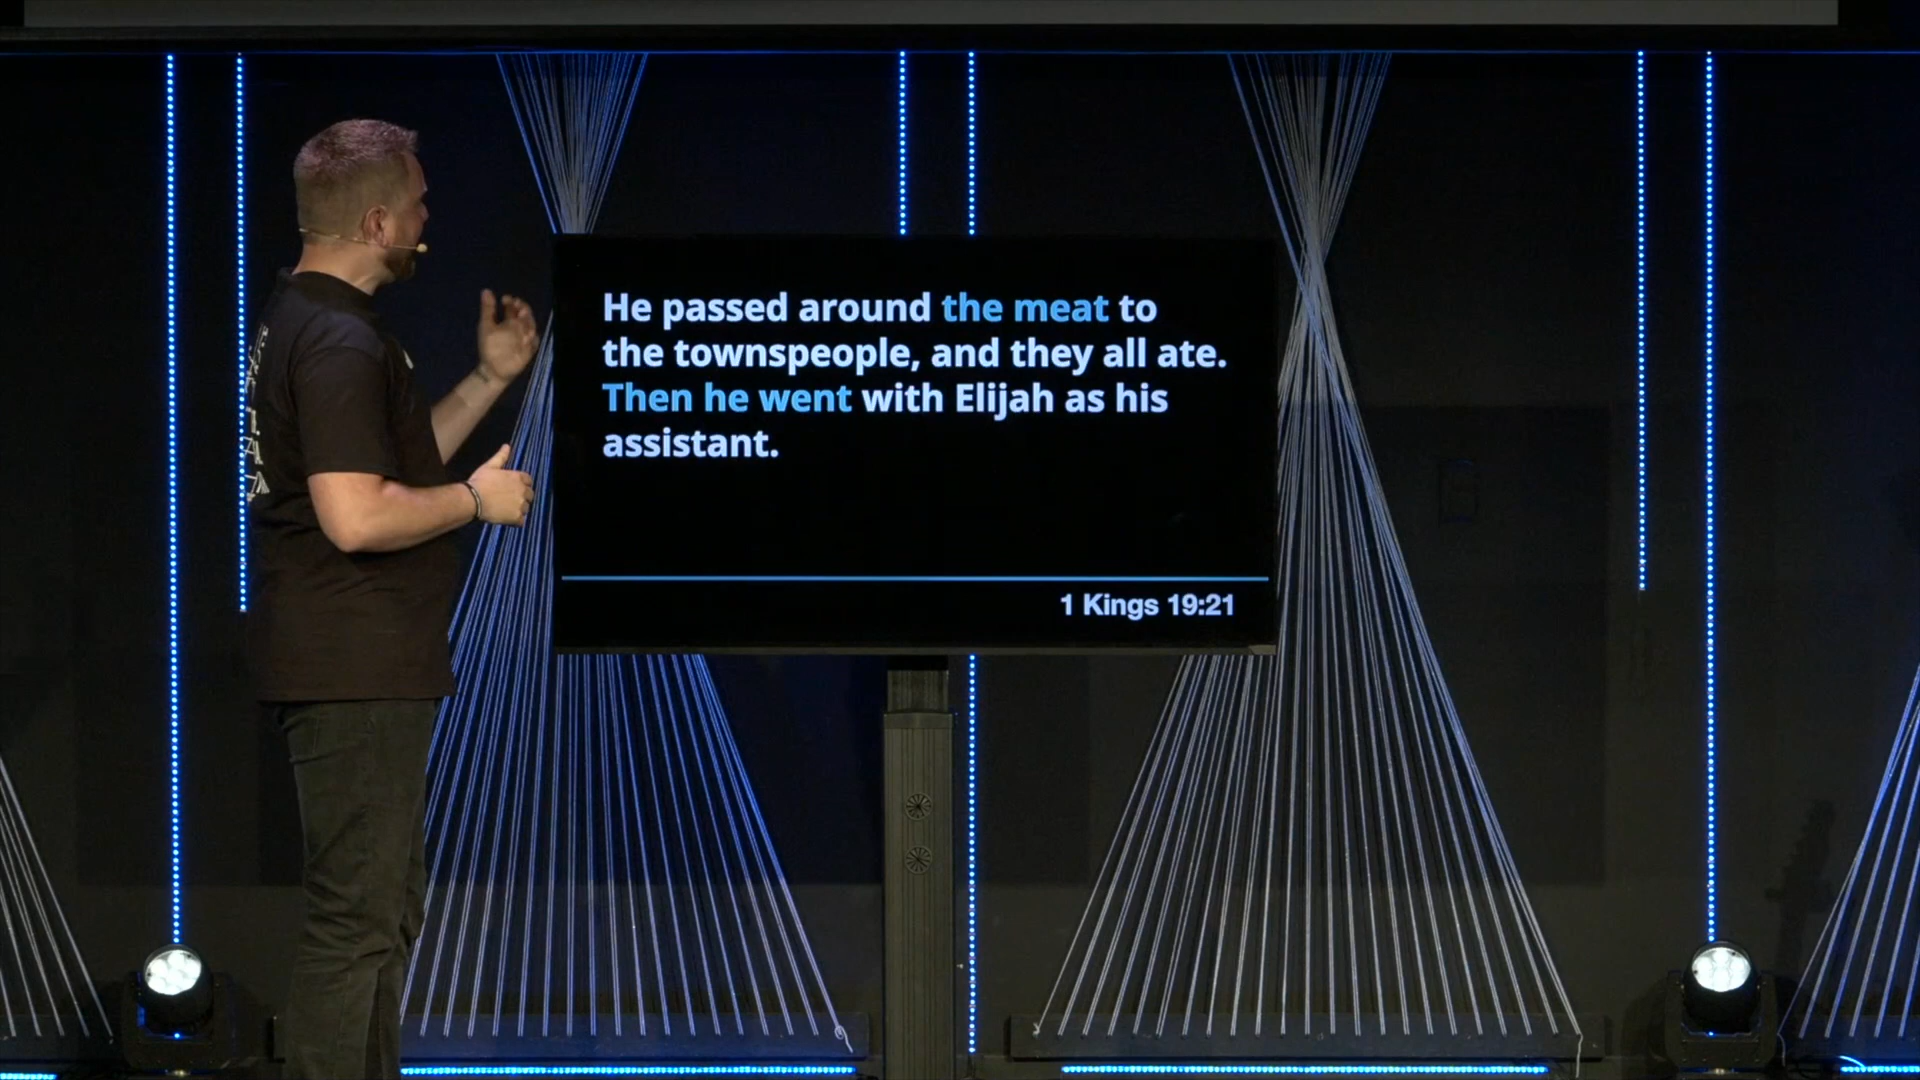 He passed around the meat to
the townspeople, and they all ate.
Then he went with Elijah as his
assistant.
1 Kings 19:21